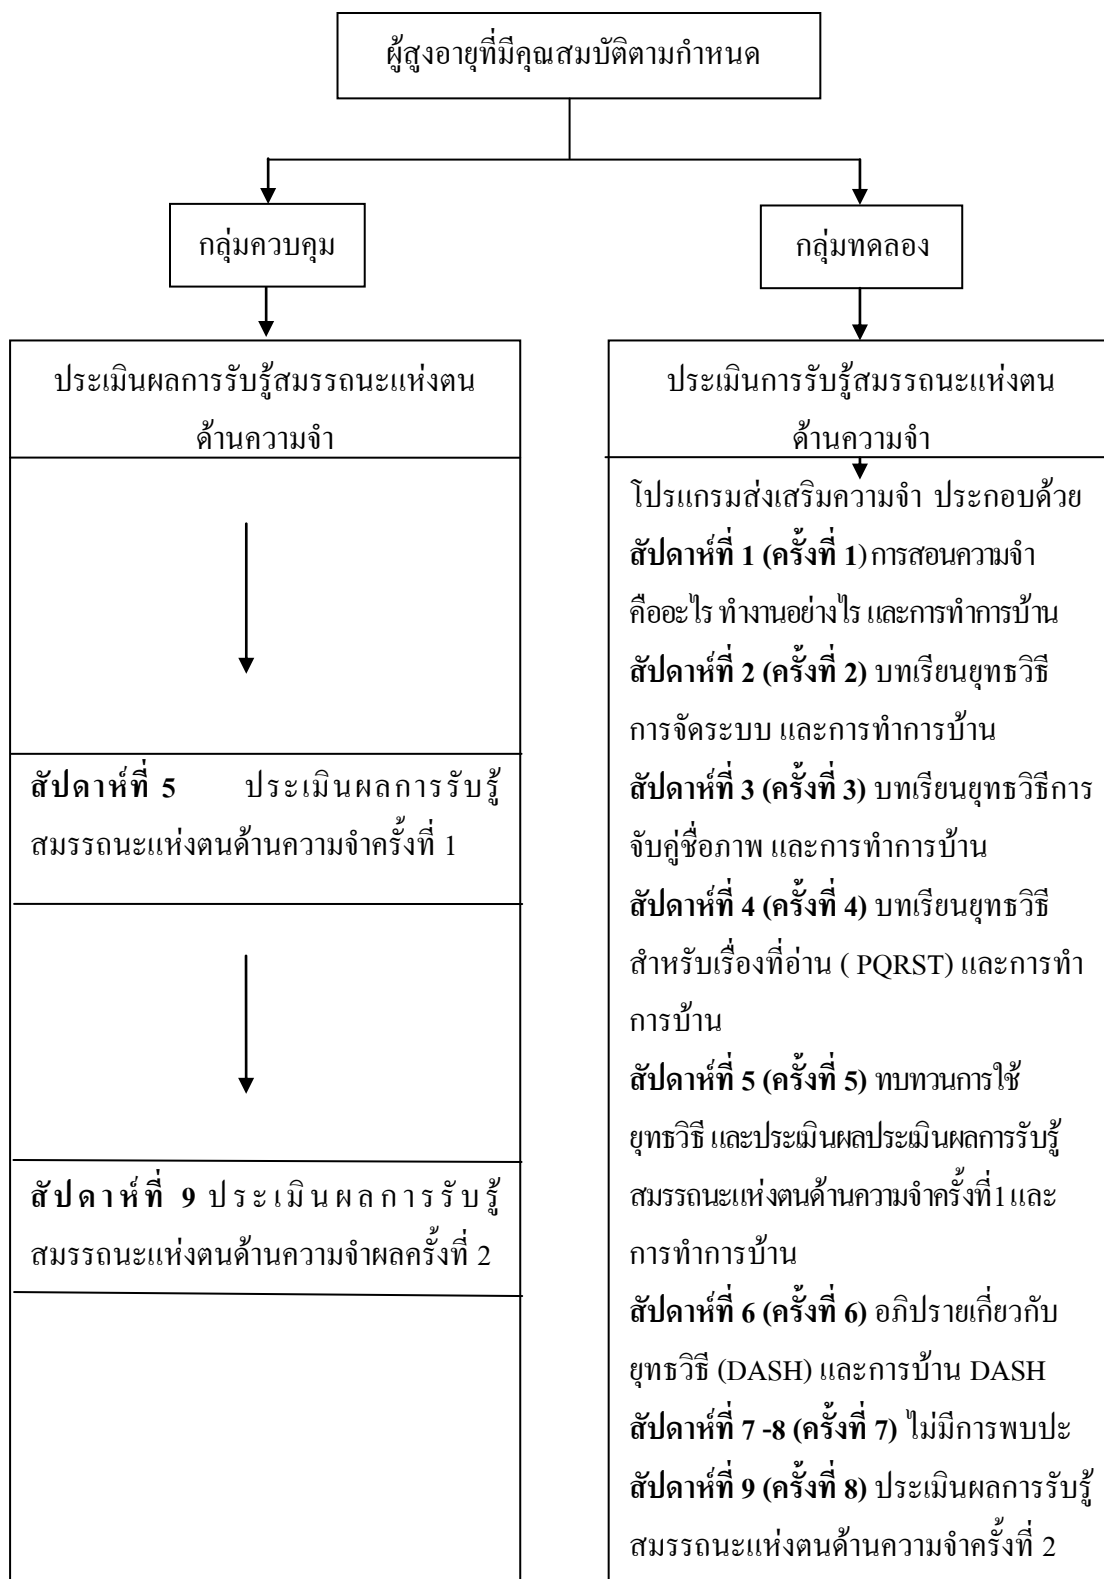 ผู้สูงอายุที่มีคุณสมบัติตามกำหนด
กลุ่มควบคุม
กลุ่มทดลอง
ประเมินผลการรับรู้สมรรถนะแห่งตน
ด้านความจำ
สัปดาห์ที่ 5 ประเมินผลการรับรู้
สมรรถนะแห่งตนด้านความจำครั้งที่ 1
สัปดาห์ที่ 9 ประเมินผลการรับรู้
สมรรถนะแห่งตนด้านความจำผลครั้งที่ 2
ประเมินการรับรู้สมรรถนะแห่งตน
ด้านความจำ
โปรแกรมส่งเสริมความจำ ประกอบด้วย
สัปดาห์ที่ 1 (ครั้งที่ 1) การสอนความจำ
คืออะไร ทำงานอย่างไร และการทำการบ้าน
สัปดาห์ที่ 2 (ครั้งที่ 2) บทเรียนยุทธวิธี
การจัดระบบ และการทำการบ้าน
สัปดาห์ที่ 3 (ครั้งที่ 3) บทเรียนยุทธวิธีการ
จับคู่ชื่อภาพ และการทำการบ้าน
สัปดาห์ที่ 4 (ครั้งที่ 4) บทเรียนยุทธวิธี
สำหรับเรื่องที่อ่าน ( PQRST) และการทำ
การบ้าน
สัปดาห์ที่ 5 (ครั้งที่ 5) ทบทวนการใช้
ยุทธวิธี และประเมินผลประเมินผลการรับรู้
สมรรถนะแห่งตนด้านความจำครั้งที่1 และ
การทำการบ้าน
สัปดาห์ที่ 6 (ครั้งที่ 6) อภิปรายเกี่ยวกับ
ยุทธวิธี (DASH) และการบ้าน DASH
สัปดาห์ที่ 7 -8 (ครั้งที่ 7) ไม่มีการพบปะ
สัปดาห์ที่ 9 (ครั้งที่ 8) ประเมินผลการรับรู้
สมรรถนะแห่งตนด้านความจำครั้งที่ 2